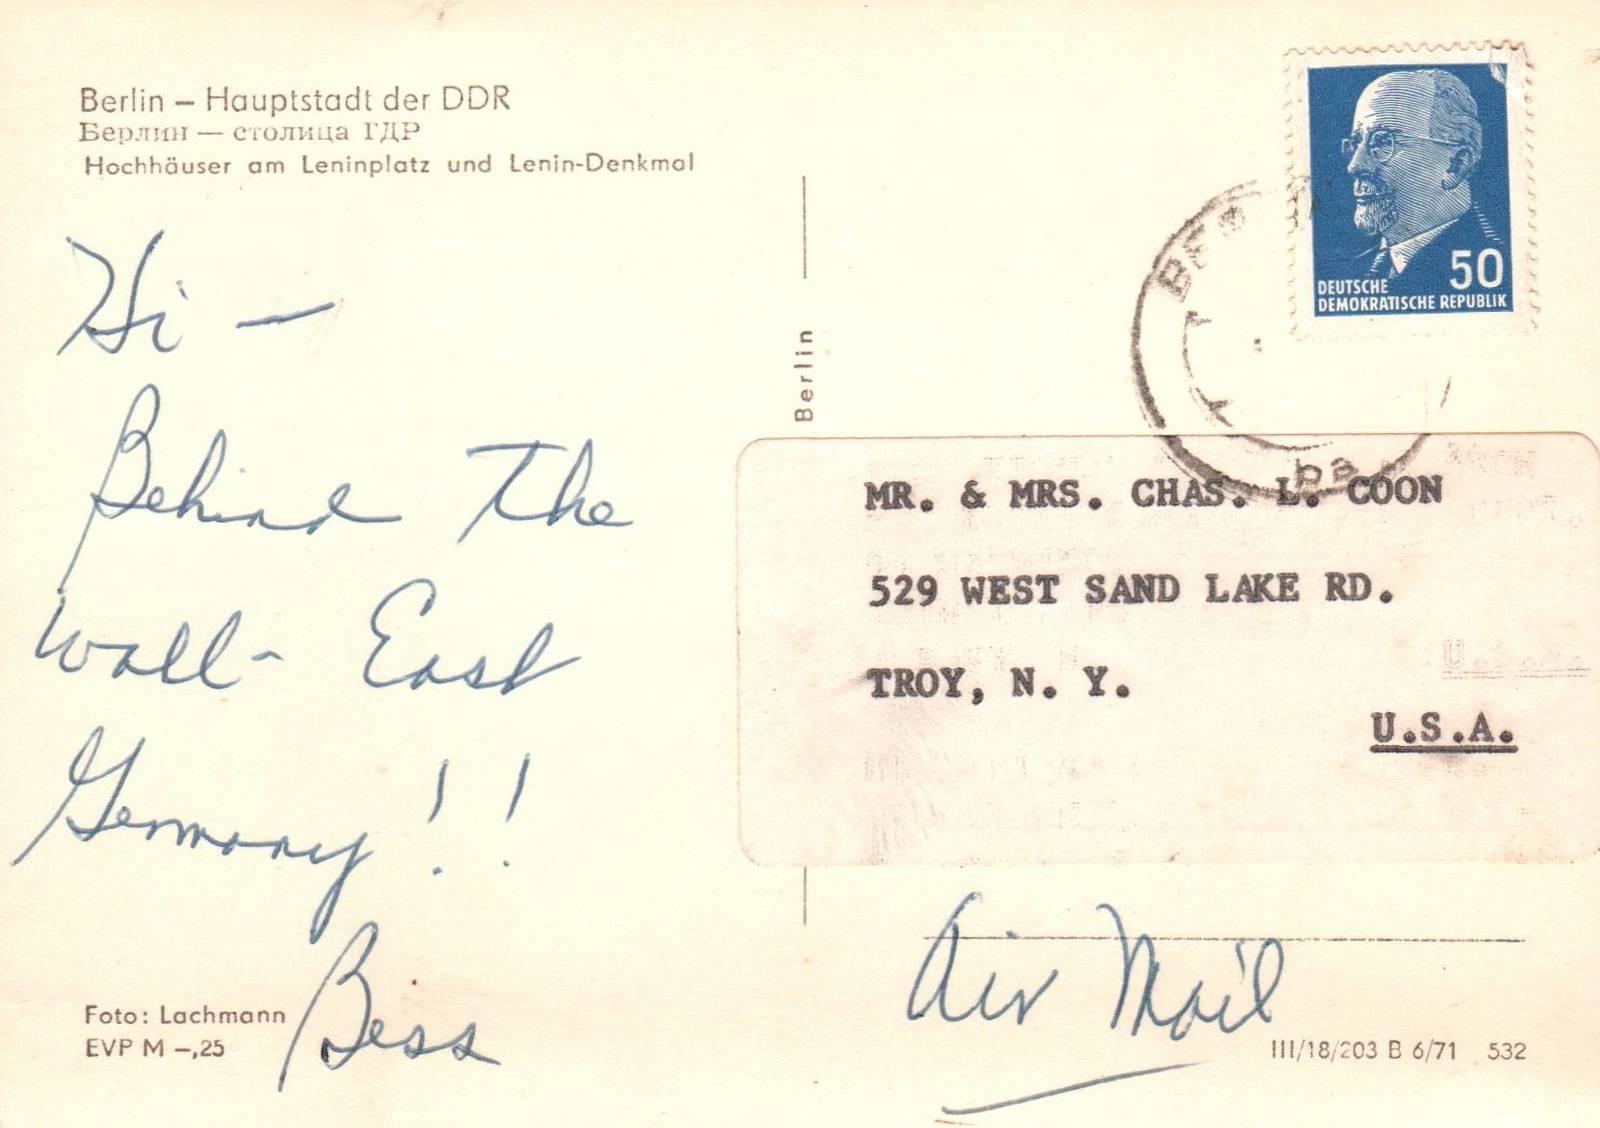 Berlin – Hauptstadt der DDR
Берлин — столица ГДР
Hochhäuser am Leninplatz und Lenin-Denkmal
Hi –
Behind The
Wall – East
Germany!!
Bess
Foto: Lachmann
EVP M –,25
Berlin
50
DEUTSCHE
DEMOKRATISCHE REPUBLIK
MR. & MRS. CHAS. L. COON
529 WEST SAND LAKE RD.
TROY, N. Y.
U.S.A.
Air Mail
III/18/203 B 6/71 532